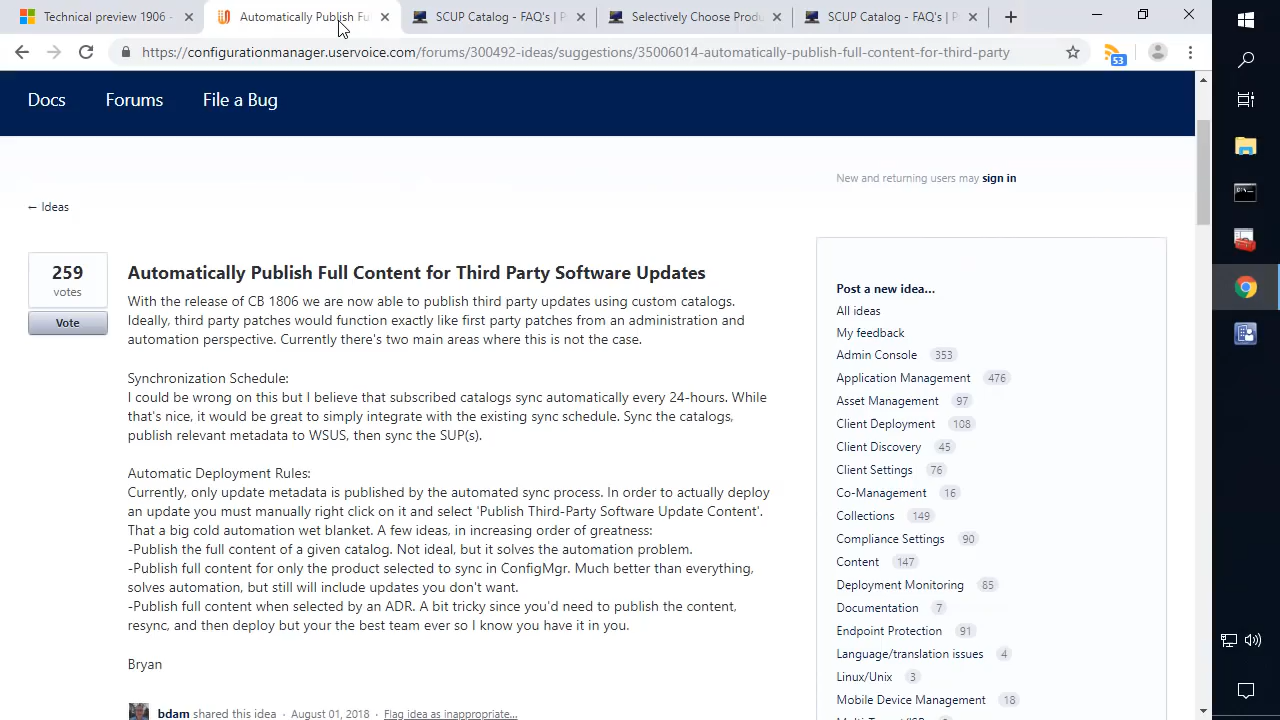 Technical preview 1906 -
Automatically Publish Fu
SCUP Catalog - FAQ's | P
Selectively Choose Produ
SCUP Catalog - FAQ's | P
https://configurationmanager.uservoice.com/forums/300492-ideas/suggestions/35006014-automatically-publish-full-content-for-third-party
53
Docs
Forums
File a Bug
New and returning users may sign in
← Ideas
259
votes
Vote
Automatically Publish Full Content for Third Party Software Updates
With the release of CB 1806 we are now able to publish third party updates using custom catalogs.
Ideally, third party patches would function exactly like first party patches from an administration and
automation perspective. Currently there's two main areas where this is not the case.
Synchronization Schedule:
I could be wrong on this but I believe that subscribed catalogs sync automatically every 24-hours. While
that's nice, it would be great to simply integrate with the existing sync schedule. Sync the catalogs,
publish relevant metadata to WSUS, then sync the SUP(s).
Automatic Deployment Rules:
Currently, only update metadata is published by the automated sync process. In order to actually deploy
an update you must manually right click on it and select 'Publish Third-Party Software Update Content'.
That a big cold automation wet blanket. A few ideas, in increasing order of greatness:
-Publish the full content of a given catalog. Not ideal, but it solves the automation problem.
-Publish full content for only the product selected to sync in ConfigMgr. Much better than everything,
solves automation, but still will include updates you don't want.
-Publish full content when selected by an ADR. A bit tricky since you'd need to publish the content,
resync, and then deploy but your the best team ever so I know you have it in you.
Bryan
bdam shared this idea · August 01, 2018 · Flag idea as inappropriate…
Post a new idea…
All ideas
My feedback
Admin Console 353
Application Management 476
Asset Management 97
Client Deployment 108
Client Discovery 45
Client Settings 76
Co-Management 16
Collections 149
Compliance Settings 90
Content 147
Deployment Monitoring 85
Documentation 7
Endpoint Protection 91
Language/translation issues 4
Linux/Unix 3
Mobile Device Management 18